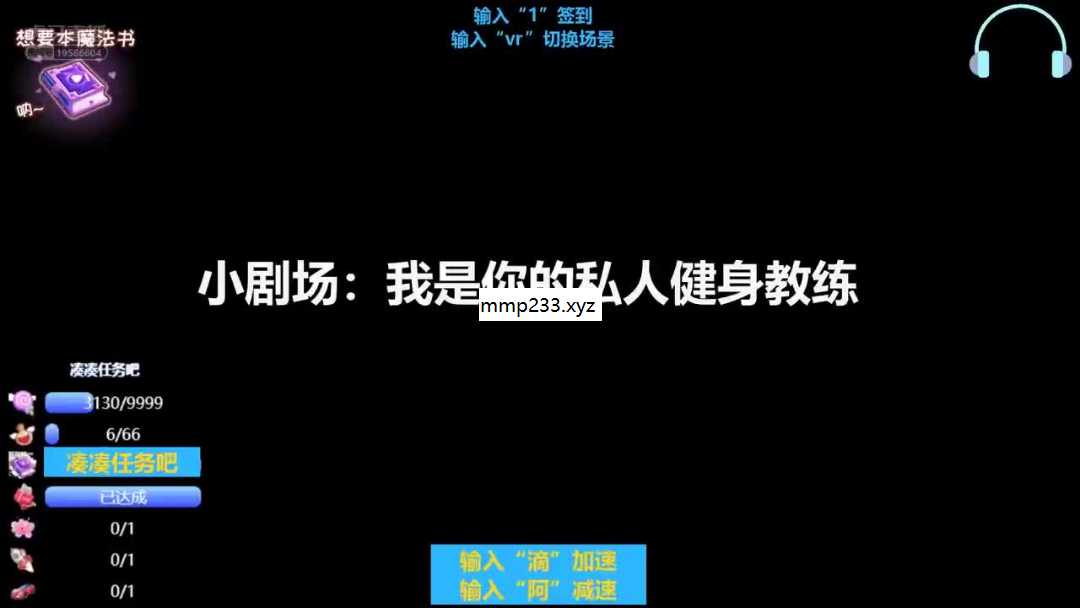 输入“1”签到
输入“vr”切换场景
想要本魔法书
19566604
呐~
小剧场：我是你的私人健身教练
mmp233.xyz
凑凑任务吧
3130/9999
6/66
凑凑任务吧
已达成
0/1
0/1
0/1
输入“滴”加速
输入“阿”减速